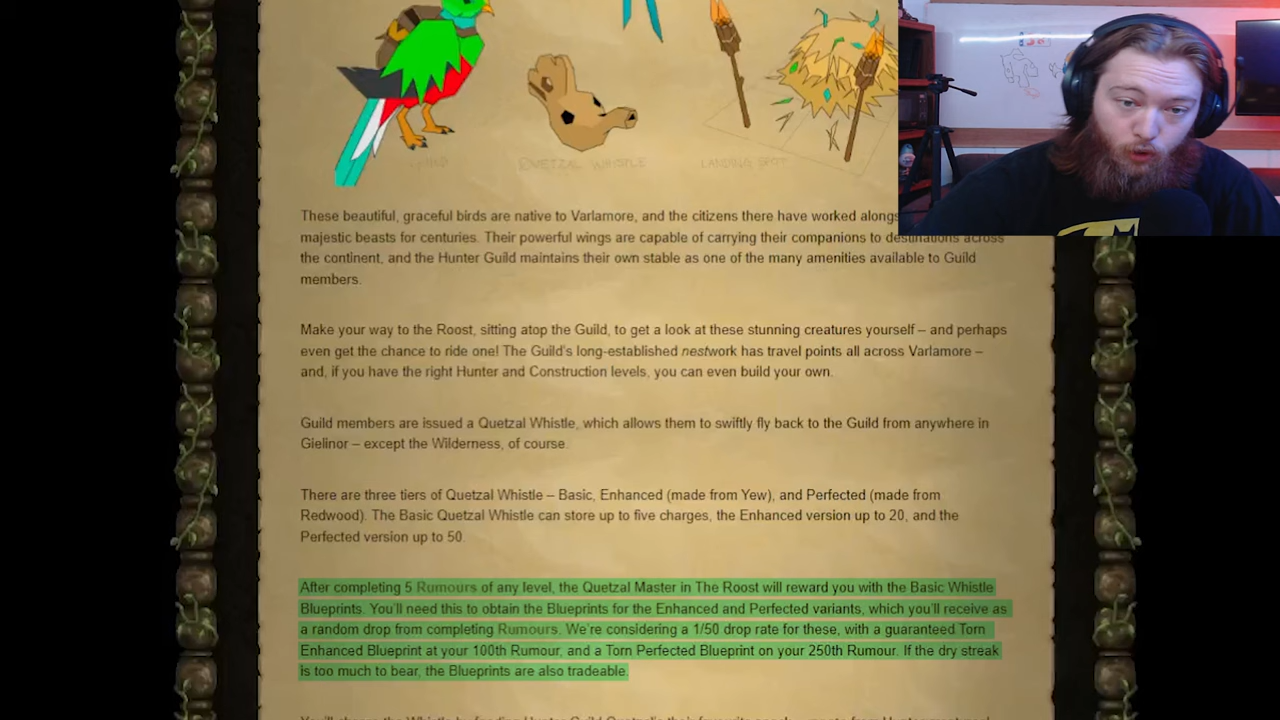 QUETZAL WHISTLE
LANDING SPOT
These beautiful, graceful birds are native to Varlamore, and the citizens there have worked alongs
majestic beasts for centuries. Their powerful wings are capable of carrying their companions to destinations across
the continent, and the Hunter Guild maintains their own stable as one of the many amenities available to Guild
members.
Make your way to the Roost, sitting atop the Guild, to get a look at these stunning creatures yourself – and perhaps
even get the chance to ride one! The Guild's long-established nestwork has travel points all across Varlamore –
and, if you have the right Hunter and Construction levels, you can even build your own.
Guild members are issued a Quetzal Whistle, which allows them to swiftly fly back to the Guild from anywhere in
Gielinor – except the Wilderness, of course.
There are three tiers of Quetzal Whistle – Basic, Enhanced (made from Yew), and Perfected (made from
Redwood). The Basic Quetzal Whistle can store up to five charges, the Enhanced version up to 20, and the
Perfected version up to 50.
After completing 5 Rumours of any level, the Quetzal Master in The Roost will reward you with the Basic Whistle
Blueprints. You'll need this to obtain the Blueprints for the Enhanced and Perfected variants, which you'll receive as
a random drop from completing Rumours. We're considering a 1/50 drop rate for these, with a guaranteed Torn
Enhanced Blueprint at your 100th Rumour, and a Torn Perfected Blueprint on your 250th Rumour. If the dry streak
is too much to bear, the Blueprints are also tradeable.